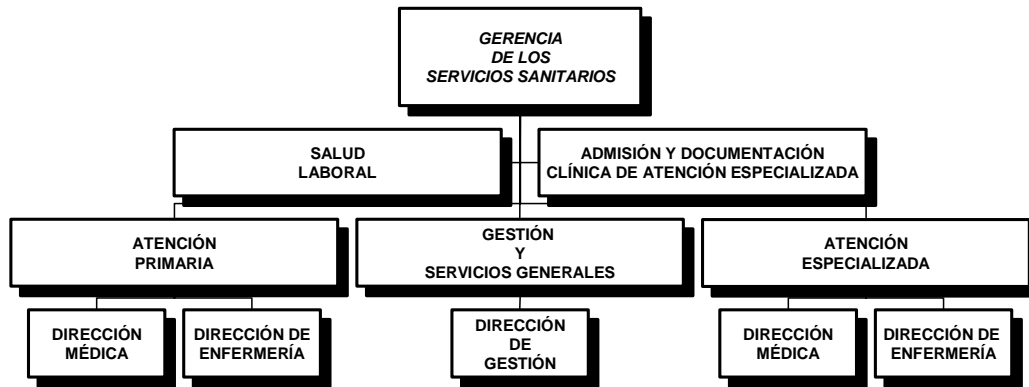 GERENCIA
DE LOS
SERVICIOS SANITARIOS
SALUD
LABORAL
ADMISIÓN Y DOCUMENTACIÓN
CLÍNICA DE ATENCIÓN ESPECIALIZADA
ATENCIÓN
PRIMARIA
GESTIÓN
Y
SERVICIOS GENERALES
ATENCIÓN
ESPECIALIZADA
DIRECCIÓN
MÉDICA
DIRECCIÓN DE
ENFERMERÍA
DIRECCIÓN
DE
GESTIÓN
DIRECCIÓN
MÉDICA
DIRECCIÓN DE
ENFERMERÍA